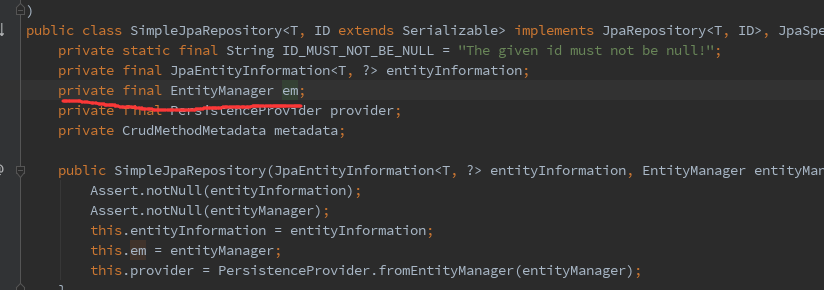 )
public class SimpleJpaRepository<T, ID extends Serializable> implements JpaRepository<T, ID>, JpaSpe
private static final String ID_MUST_NOT_BE_NULL = "The given id must not be null!";
private final JpaEntityInformation<T, ?> entityInformation;
private final EntityManager em;
private final PersistenceProvider provider;
private CrudMethodMetadata metadata;
public SimpleJpaRepository(JpaEntityInformation<T, ?> entityInformation, EntityManager entityMan
Assert.notNull(entityInformation);
Assert.notNull(entityManager);
this.entityInformation = entityInformation;
this.em = entityManager;
this.provider = PersistenceProvider.fromEntityManager(entityManager);